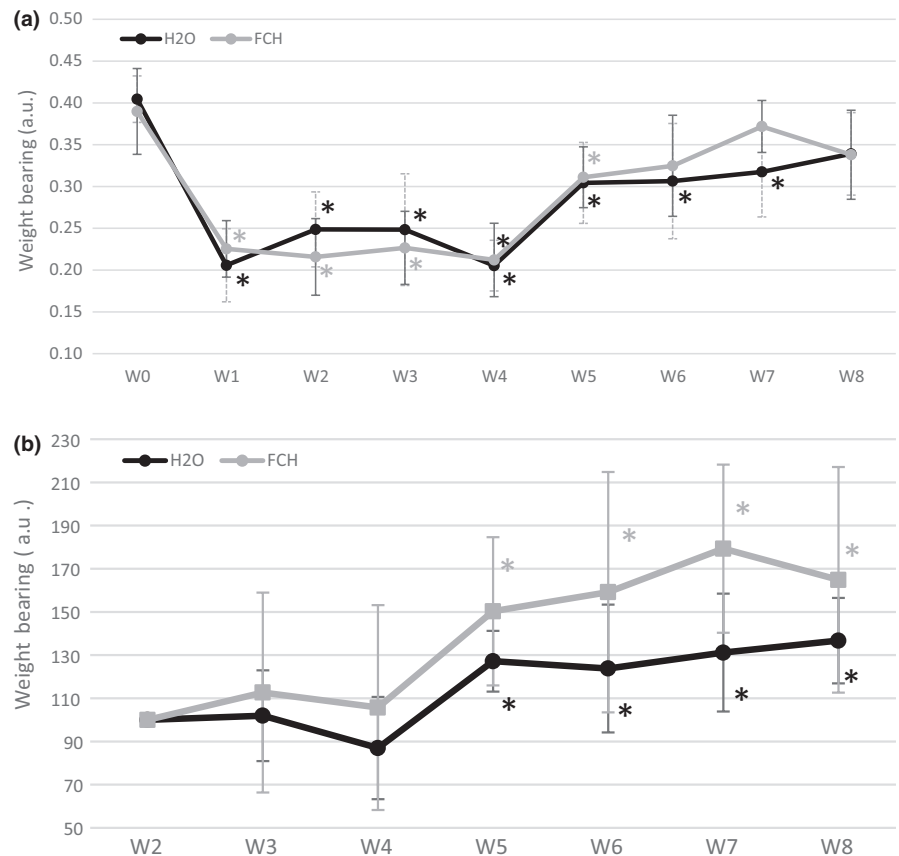 (a)
0.50
H2O FCH
0.45
0.40
0.35
0.30
0.25
0.20
0.15
0.10
Weight bearing (a.u.)
* * * * * * * * * * * * *
W0 W1 W2 W3 W4 W5 W6 W7 W8
(b)
230
H2O FCH
210
190
170
150
130
110
90
70
50
Weight bearing ( a.u .)
* * * * * * * *
W2 W3 W4 W5 W6 W7 W8